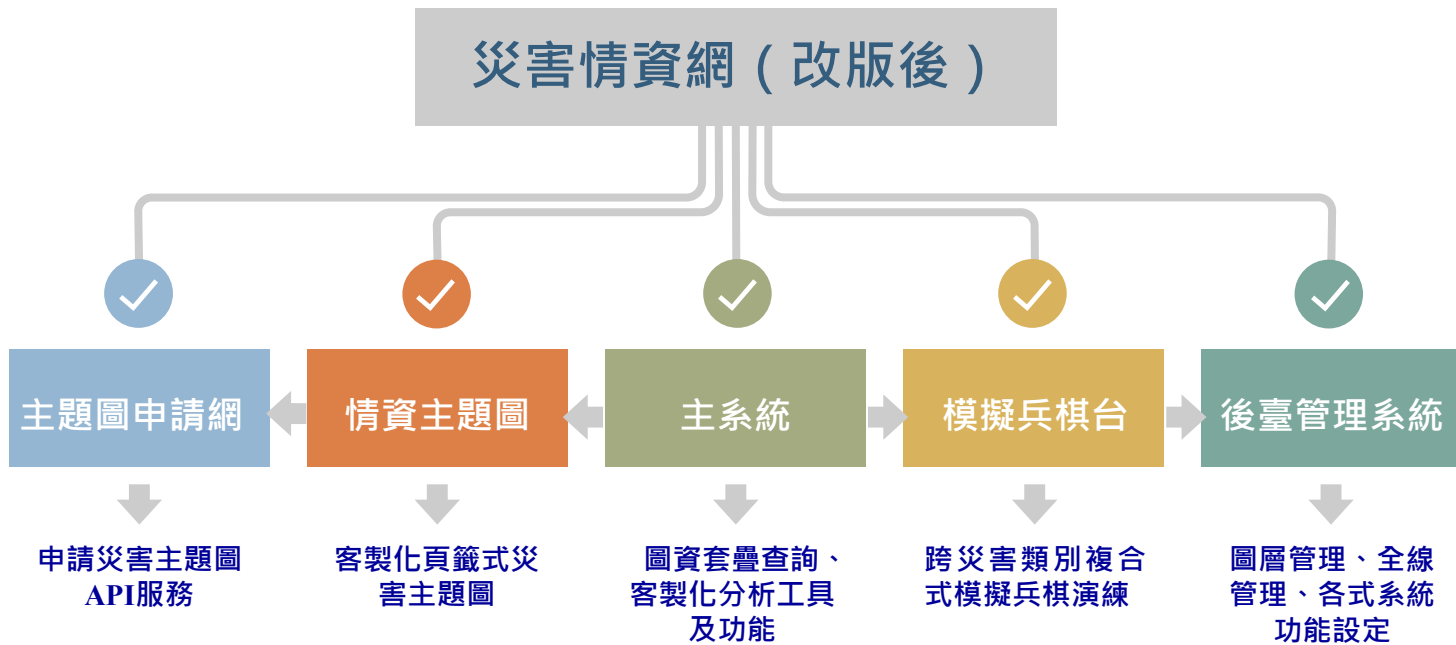 災害情資網（改版後）
主題圖申請網
情資主題圖
主系統
模擬兵棋台
後臺管理系統
申請災害主題圖
API服務
客製化頁籤式災
害主題圖
圖資套疊查詢、
客製化分析工具
及功能
跨災害類別複合
式模擬兵棋演練
圖層管理、全線
管理、各式系統
功能設定